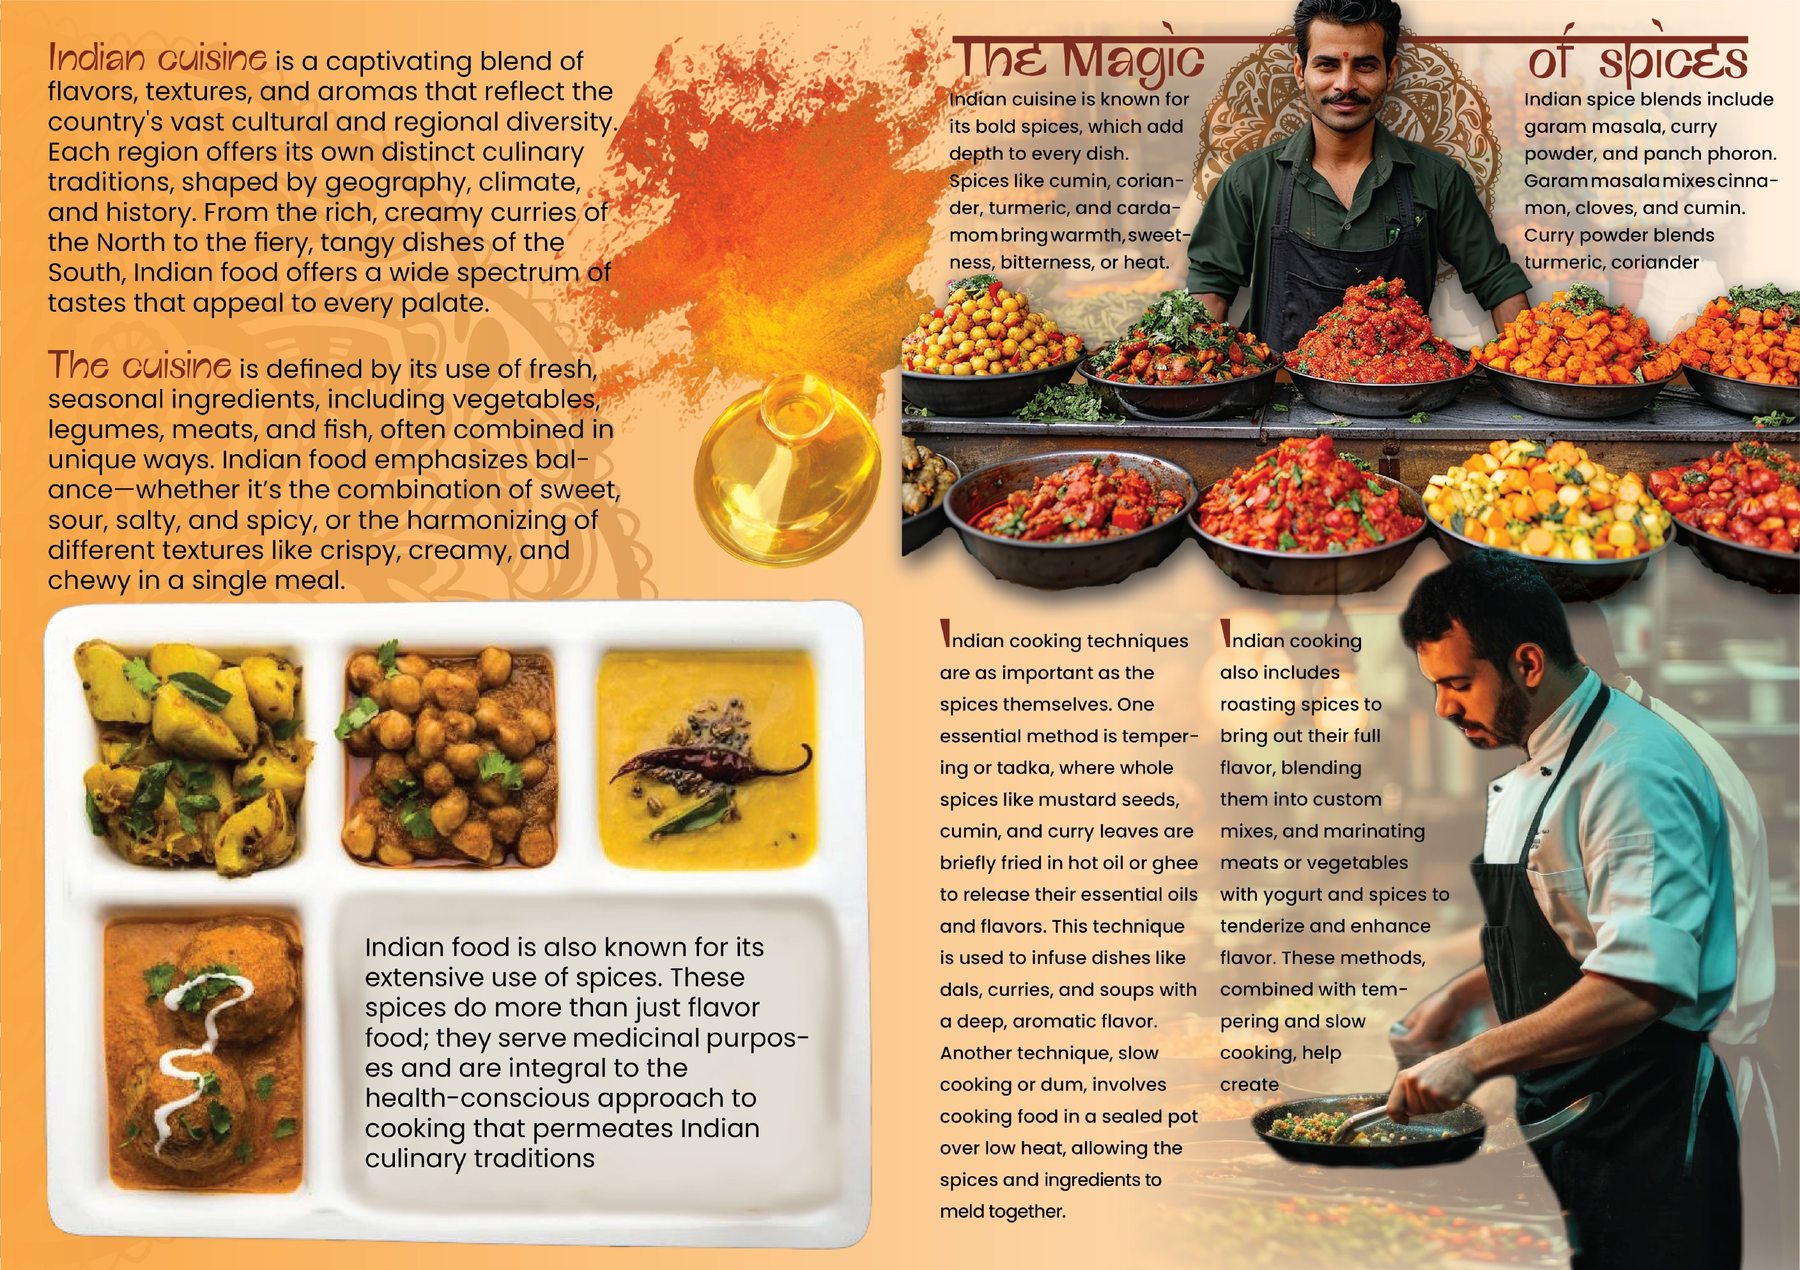 Indian cuisine is a captivating blend of
flavors, textures, and aromas that reflect the
country's vast cultural and regional diversity.
Each region offers its own distinct culinary
traditions, shaped by geography, climate,
and history. From the rich, creamy curries of
the North to the fiery, tangy dishes of the
South, Indian food offers a wide spectrum of
tastes that appeal to every palate.
The cuisine is defined by its use of fresh,
seasonal ingredients, including vegetables,
legumes, meats, and fish, often combined in
unique ways. Indian food emphasizes bal-
ance—whether it’s the combination of sweet,
sour, salty, and spicy, or the harmonizing of
different textures like crispy, creamy, and
chewy in a single meal.
Indian food is also known for its
extensive use of spices. These
spices do more than just flavor
food; they serve medicinal purpos-
es and are integral to the
health-conscious approach to
cooking that permeates Indian
culinary traditions
The Magic of spices
Indian cuisine is known for
its bold spices, which add
depth to every dish.
Spices like cumin, corian-
der, turmeric, and carda-
mom bring warmth, sweet-
ness, bitterness, or heat.
Indian spice blends include
garam masala, curry
powder, and panch phoron.
Garam masala mixes cinna-
mon, cloves, and cumin.
Curry powder blends
turmeric, coriander
Indian cooking techniques
are as important as the
spices themselves. One
essential method is temper-
ing or tadka, where whole
spices like mustard seeds,
cumin, and curry leaves are
briefly fried in hot oil or ghee
to release their essential oils
and flavors. This technique
is used to infuse dishes like
dals, curries, and soups with
a deep, aromatic flavor.
Another technique, slow
cooking or dum, involves
cooking food in a sealed pot
over low heat, allowing the
spices and ingredients to
meld together.
Indian cooking
also includes
roasting spices to
bring out their full
flavor, blending
them into custom
mixes, and marinating
meats or vegetables
with yogurt and spices to
tenderize and enhance
flavor. These methods,
combined with tem-
pering and slow
cooking, help
create